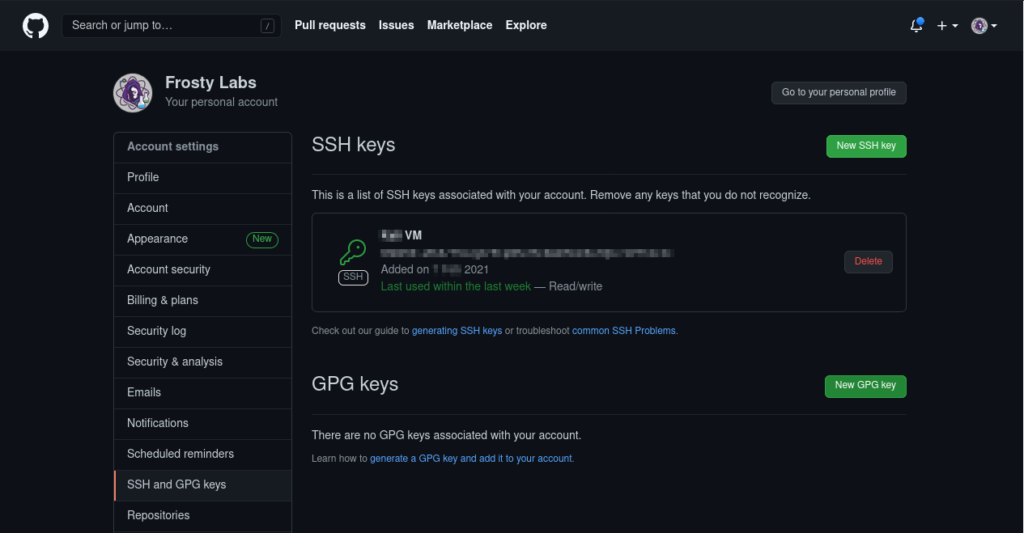 Search or jump to…
/
Pull requests
Issues
Marketplace
Explore
Frosty Labs
Your personal account
Go to your personal profile
Account settings
Profile
Account
Appearance
New
Account security
Billing & plans
Security log
Security & analysis
Emails
Notifications
Scheduled reminders
SSH and GPG keys
Repositories
SSH keys
New SSH key
This is a list of SSH keys associated with your account. Remove any keys that you do not recognize.
VM
SSH
Added on 2021
Last used within the last week — Read/write
Delete
Check out our guide to generating SSH keys or troubleshoot common SSH Problems.
GPG keys
New GPG key
There are no GPG keys associated with your account.
Learn how to generate a GPG key and add it to your account.